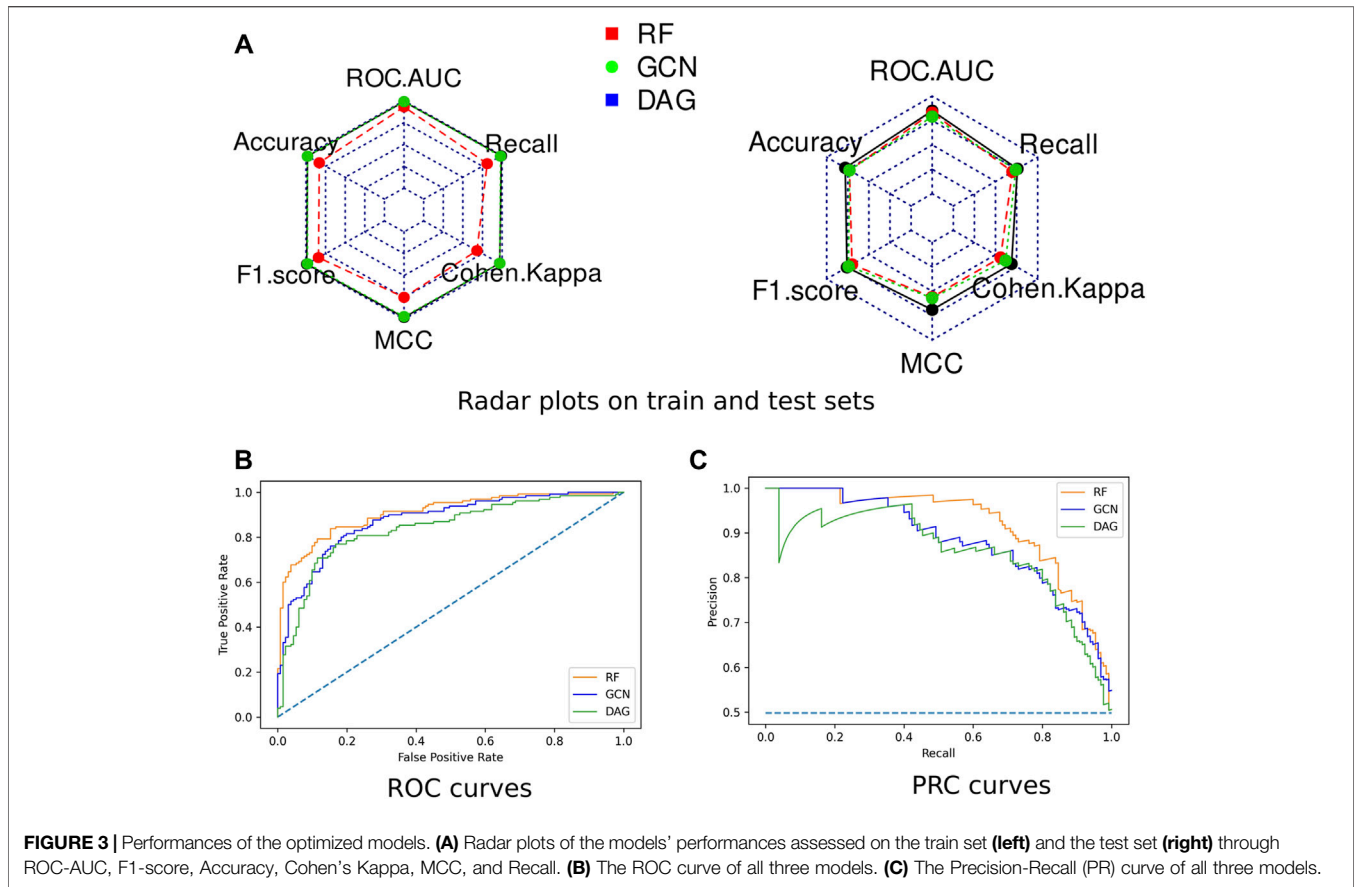 A
RF
GCN
DAG
ROC.AUC
Accuracy
Recall
F1.score
Cohen.Kappa
MCC
ROC.AUC
Accuracy
Recall
F1.score
Cohen.Kappa
MCC
Radar plots on train and test sets
B
True Positive Rate
1.0
0.8
0.6
0.4
0.2
0.0
RF
GCN
DAG
0.0 0.2 0.4 0.6 0.8 1.0
False Positive Rate
ROC curves
C
Precision
1.0
0.9
0.8
0.7
0.6
0.5
RF
GCN
DAG
0.0 0.2 0.4 0.6 0.8 1.0
Recall
PRC curves
FIGURE 3 | Performances of the optimized models. (A) Radar plots of the models’ performances assessed on the train set (left) and the test set (right) through
ROC-AUC, F1-score, Accuracy, Cohen’s Kappa, MCC, and Recall. (B) The ROC curve of all three models. (C) The Precision-Recall (PR) curve of all three models.